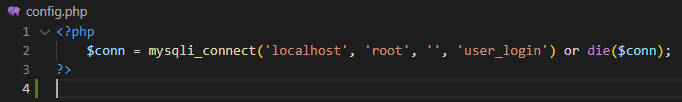 config.php
1 <?php
2 $conn = mysqli_connect('localhost', 'root', '', 'user_login') or die($conn);
3 ?>
4